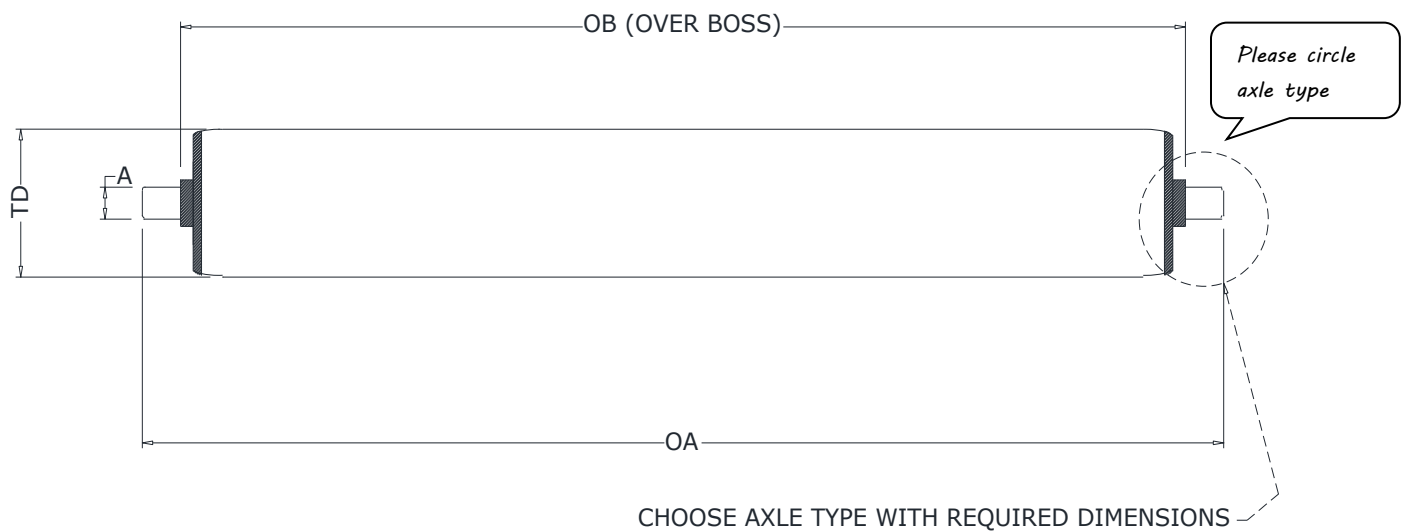 OB (OVER BOSS)
Please circle
axle type
A
TD
OA
CHOOSE AXLE TYPE WITH REQUIRED DIMENSIONS